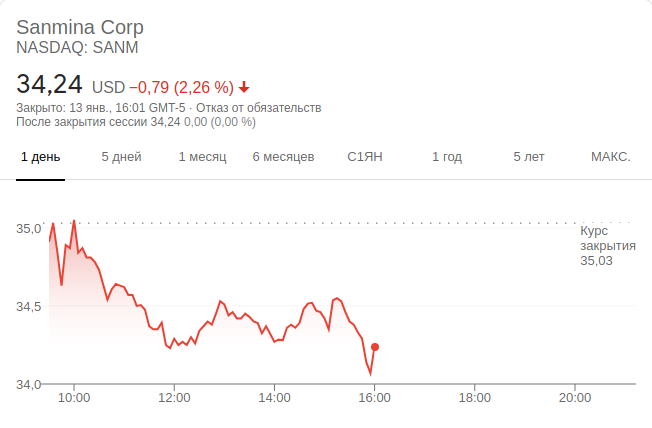 Sanmina Corp
NASDAQ: SANM
34,24 USD −0,79 (2,26 %)
Закрыто: 13 янв., 16:01 GMT-5 · Отказ от обязательств
После закрытия сессии 34,24 0,00 (0,00 %)
1 день 5 дней 1 месяц 6 месяцев С1ЯН 1 год 5 лет МАКС.
35,0
Курс
закрытия
35,03
34,5
34,0
10:00 12:00 14:00 16:00 18:00 20:00